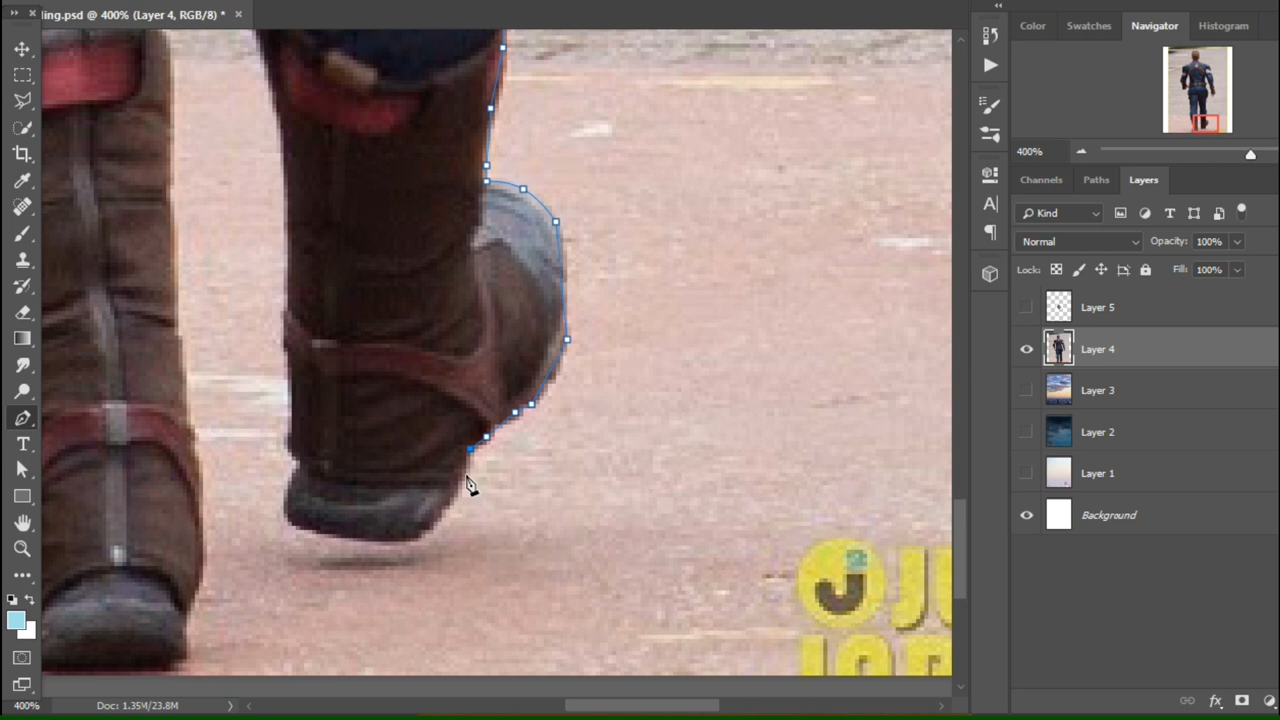 ling.psd @ 400% (Layer 4, RGB/8) *
Color
Swatches
Navigator
Histogram
400%
Channels
Paths
Layers
Kind
Normal
Opacity:
100%
Lock:
Fill:
100%
Layer 5
Layer 4
Layer 3
Layer 2
Layer 1
Background
400%
Doc: 1.35M/23.8M